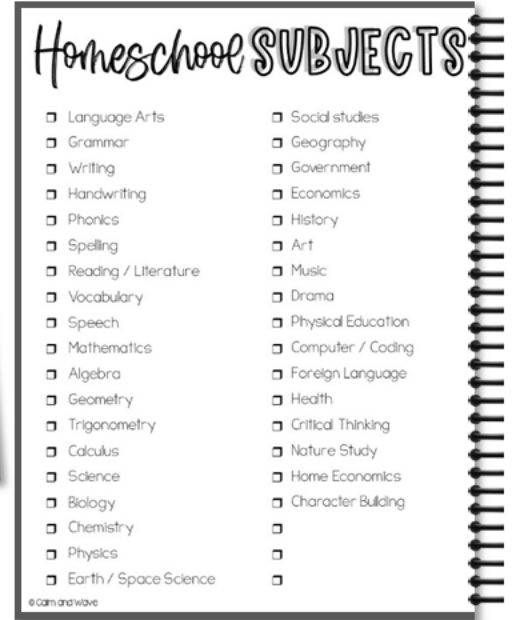 Homeschool SUBJECTS
Language Arts
Grammar
Writing
Handwriting
Phonics
Spelling
Reading / Literature
Vocabulary
Speech
Mathematics
Algebra
Geometry
Trigonometry
Calculus
Science
Biology
Chemistry
Physics
Earth / Space Science
Social studies
Geography
Government
Economics
History
Art
Music
Drama
Physical Education
Computer / Coding
Foreign Language
Health
Critical Thinking
Nature Study
Home Economics
Character Building
© Calm and Wave